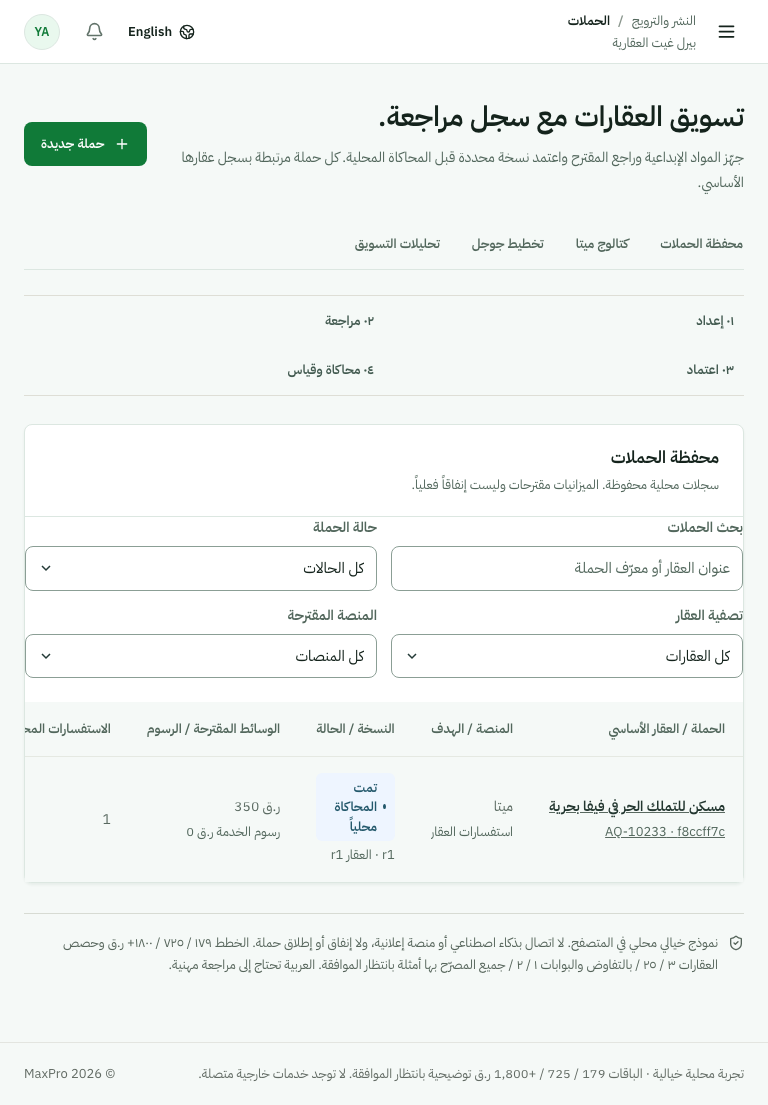 النشر والترويج / الحملات
بيرل غيت العقارية
English
YA
تسويق العقارات مع سجل مراجعة.
حملة جديدة
جهّز المواد الإبداعية وراجع المقترح واعتمد نسخة محددة قبل المحاكاة المحلية. كل حملة مرتبطة بسجل عقارها
الأساسي.
محفظة الحملات
كتالوج ميتا
تخطيط جوجل
تحليلات التسويق
٠١ إعداد
٠٢ مراجعة
٠٣ اعتماد
٠٤ محاكاة وقياس
محفظة الحملات
سجلات محلية محفوظة. الميزانيات مقترحات وليست إنفاقاً فعلياً.
بحث الحملات
حالة الحملة
عنوان العقار أو معرّف الحملة
كل الحالات
تصفية العقار
المنصة المقترحة
كل العقارات
كل المنصات
الحملة / العقار الأساسي
المنصة / الهدف
النسخة / الحالة
الوسائط المقترحة / الرسوم
الاستفسارات
مسكن للتملك الحر في فيفا بحرية
AQ-10233 · f8ccff7c
ميتا
استفسارات العقار
• تمت
المحاكاة
محلياً
r1 · العقار r1
ر.ق 350
رسوم الخدمة ر.ق 0
1
نموذج خيالي محلي في المتصفح. لا اتصال بذكاء اصطناعي أو منصة إعلانية، ولا إنفاق أو إطلاق حملة. الخطط ١٧٩ / ٧٢٥ / ١٨٠٠+ ر.ق وحصص
العقارات ٣ / ٢٥ / بالتفاوض والبوابات ١ / ٢ / جميع المصرّح بها أمثلة بانتظار الموافقة. العربية تحتاج إلى مراجعة مهنية.
تجربة محلية خيالية · الباقات 179 / 725 / +1,800 ر.ق توضيحية بانتظار الموافقة. لا توجد خدمات خارجية متصلة.
© 2026 MaxPro